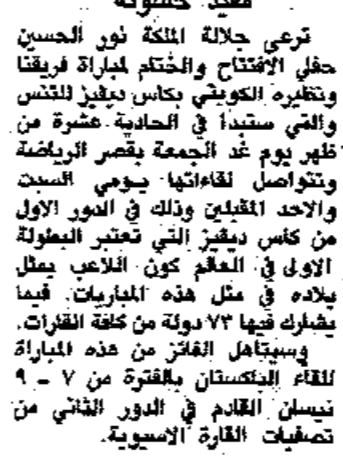 ترعى جلالة الملكة نور الحسين
حفلي الافتتاح والختام لمباراة فريقنا
ونظيره الكويتي بكأس ديفيز للتنس
والتي ستبدأ في الحادية عشرة من
ظهر يوم غد الجمعة بقصر الرياضة
وتتواصل لقاءاتها يومي السبت
والاحد المقبلين وذلك في الدور الاول
من كأس ديفيز التي تعتبر البطولة
الاولى في العالم كون اللاعب يمثل
بلاده في مثل هذه المباريات فيما
يشارك فيها ٧٣ دولة من كافة القارات.
وسيتأهل الفائز من هذه المباراة
للقاء الباكستان بالفترة من ٧ - ٩
نيسان القادم في الدور الثاني من
تصفيات القارة الاسيوية.